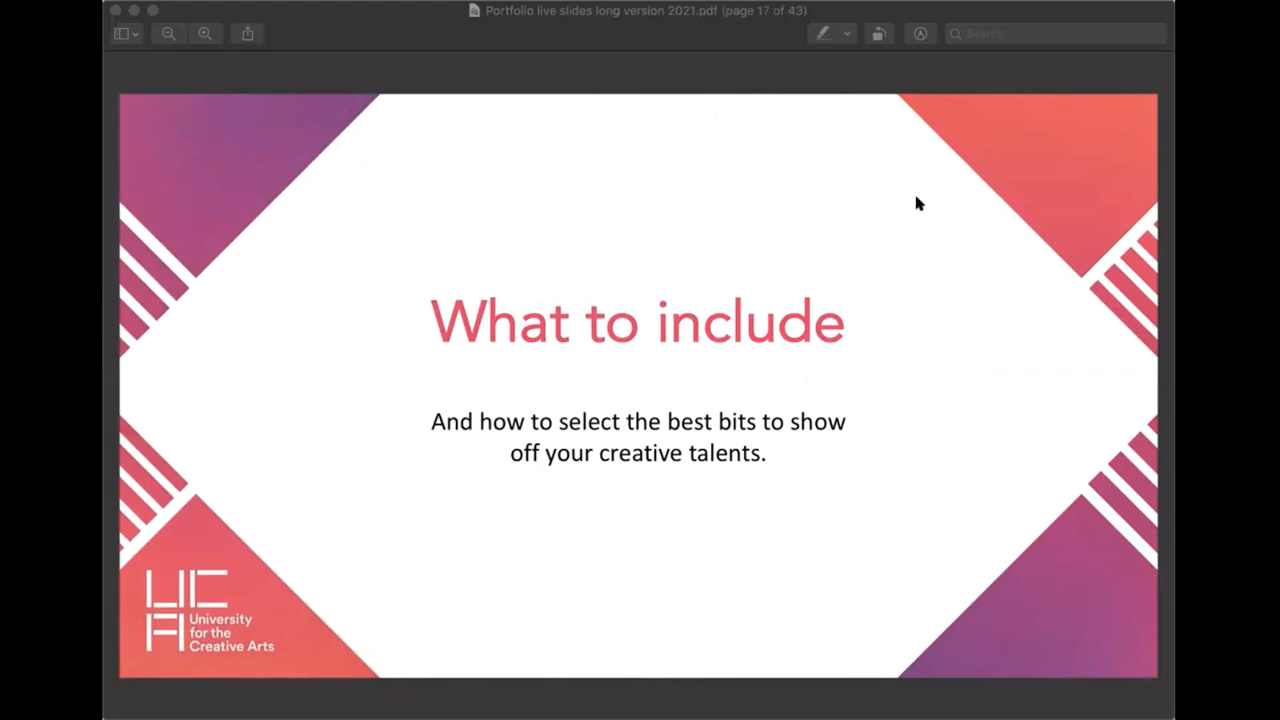 Portfolio live slides long version 2021.pdf (page 17 of 43)
Search
What to include
And how to select the best bits to show
off your creative talents.
UCA
University
for the
Creative Arts